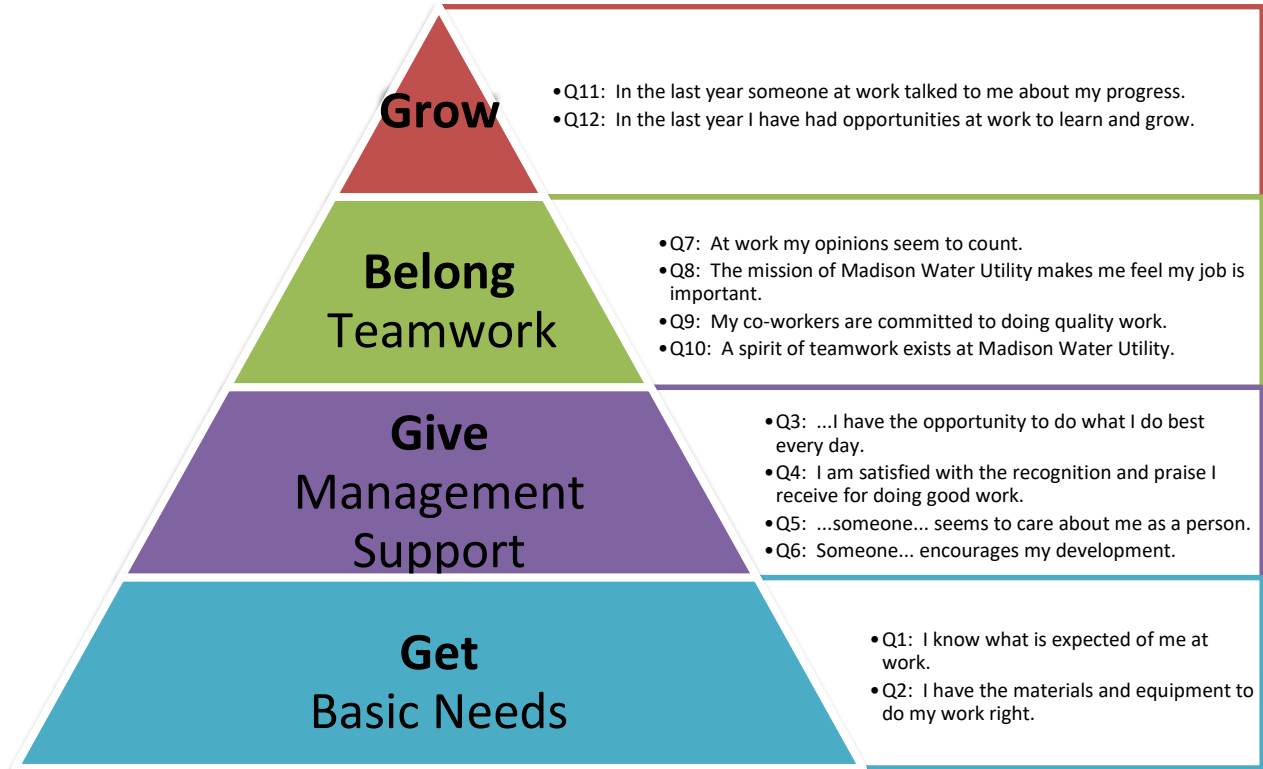 Grow
•Q11:  In the last year someone at work talked to me about my progress.
•Q12:  In the last year I have had opportunities at work to learn and grow.
Belong
Teamwork
•Q7:  At work my opinions seem to count.
•Q8:  The mission of Madison Water Utility makes me feel my job is
important.
•Q9:  My co-workers are committed to doing quality work.
•Q10:  A spirit of teamwork exists at Madison Water Utility.
Give
Management
Support
•Q3:  ...I have the opportunity to do what I do best
every day.
•Q4:  I am satisfied with the recognition and praise I
receive for doing good work.
•Q5:  ...someone... seems to care about me as a person.
•Q6:  Someone... encourages my development.
Get
Basic Needs
•Q1:  I know what is expected of me at
work.
•Q2:  I have the materials and equipment to
do my work right.